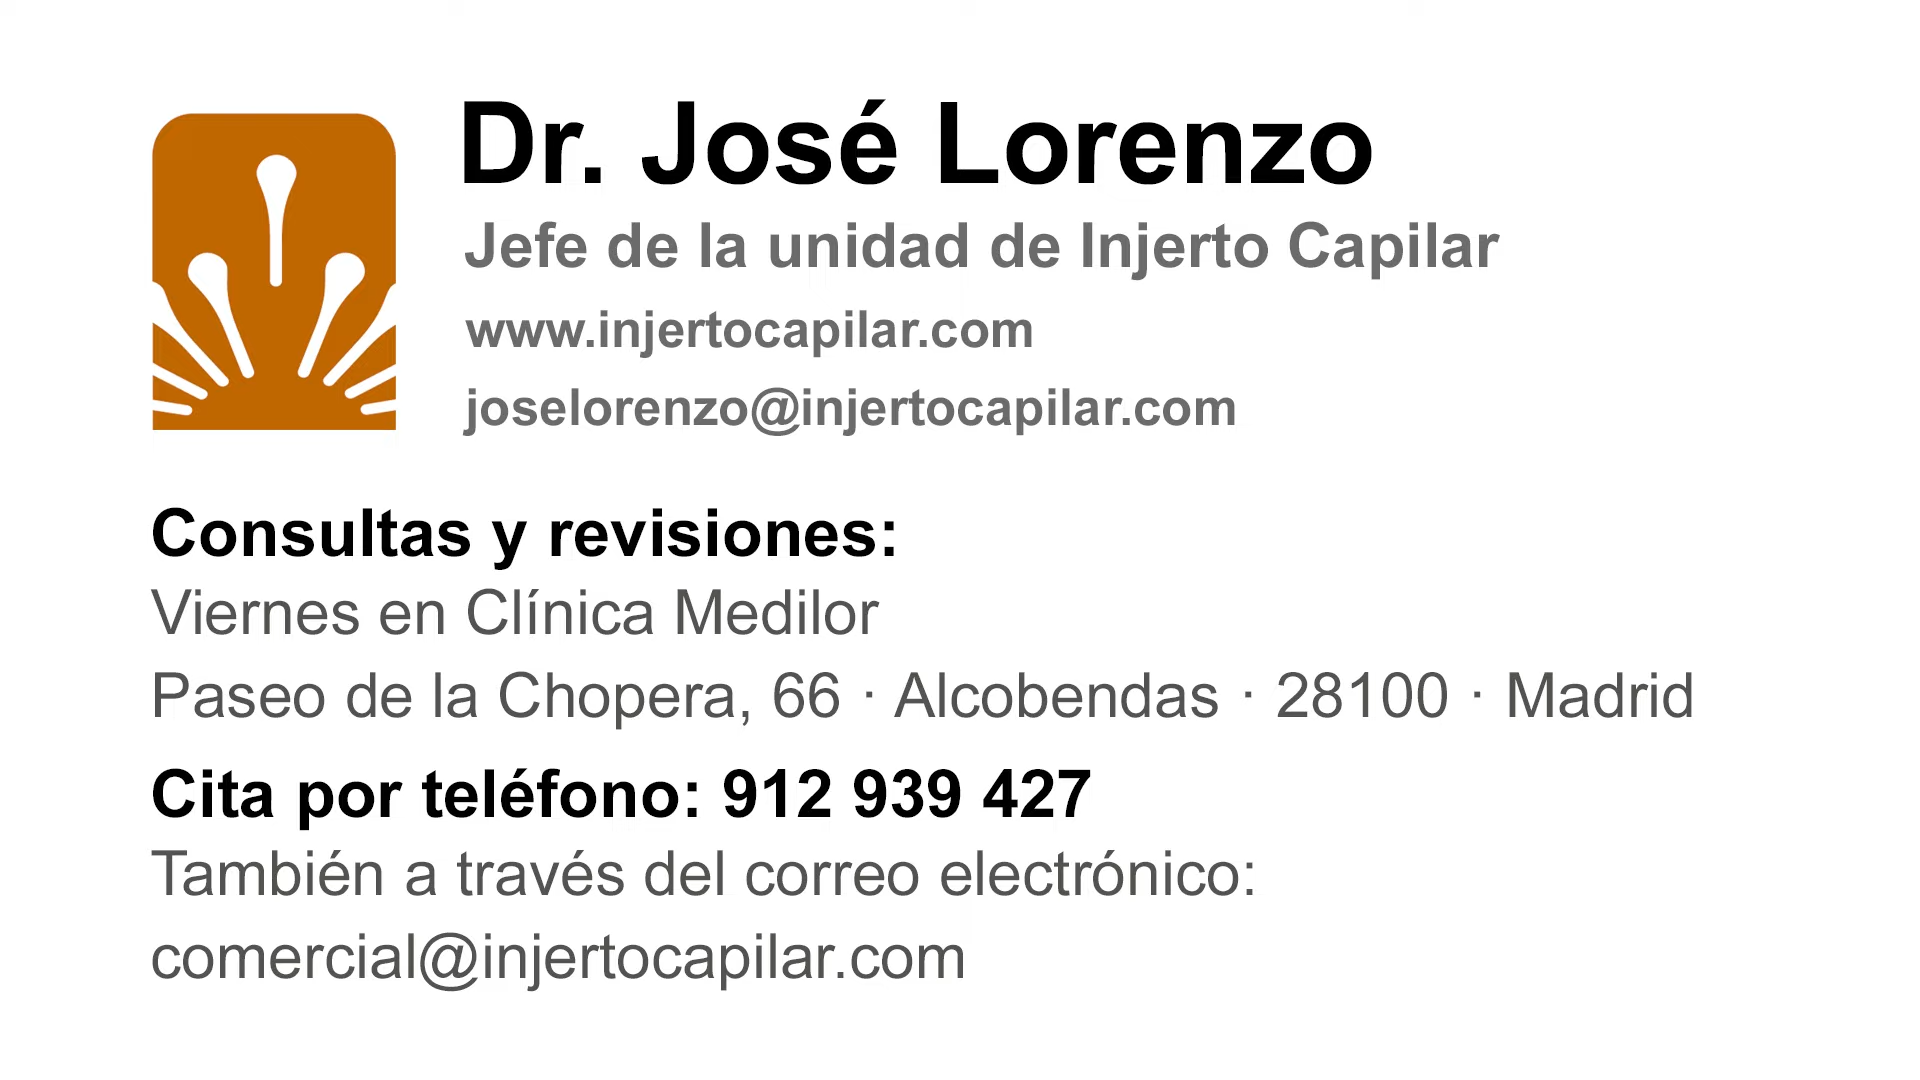 Dr. José Lorenzo
Jefe de la unidad de Injerto Capilar
www.injertocapilar.com
joselorenzo@injertocapilar.com
Consultas y revisiones:
Viernes en Clínica Medilor
Paseo de la Chopera, 66 · Alcobendas · 28100 · Madrid
Cita por teléfono: 912 939 427
También a través del correo electrónico:
comercial@injertocapilar.com